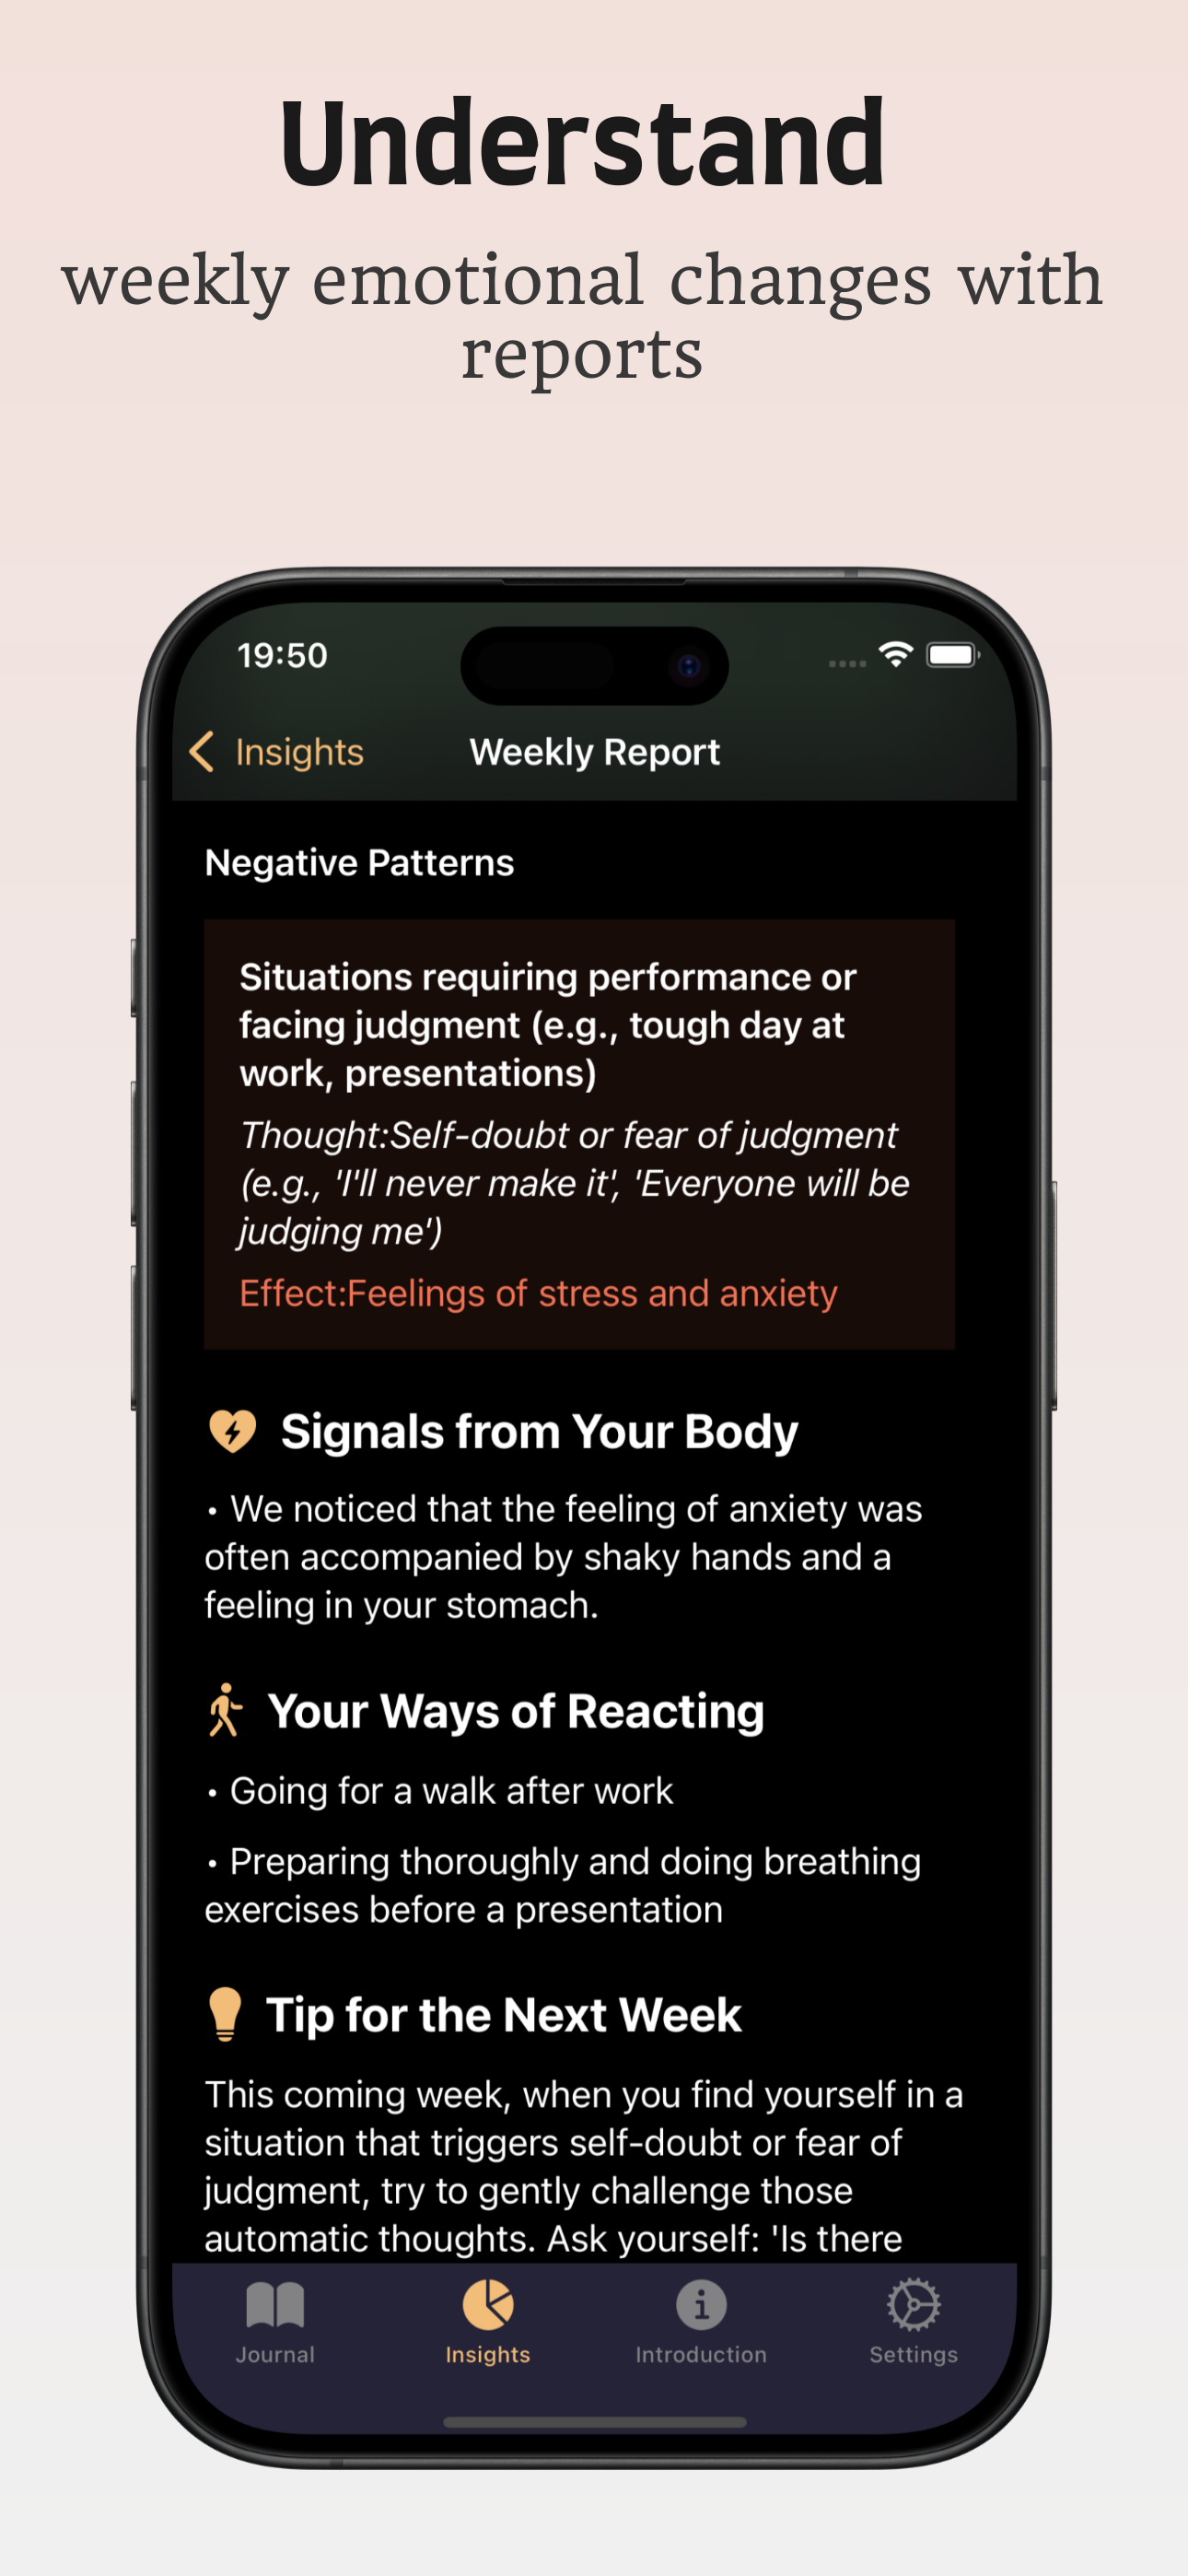 Understand
weekly emotional changes with
reports
19:50
Insights
Weekly Report
Negative Patterns
Situations requiring performance or
facing judgment (e.g., tough day at
work, presentations)
Thought:Self-doubt or fear of judgment
(e.g., 'I'll never make it', 'Everyone will be
judging me')
Effect:Feelings of stress and anxiety
Signals from Your Body
• We noticed that the feeling of anxiety was
often accompanied by shaky hands and a
feeling in your stomach.
Your Ways of Reacting
• Going for a walk after work
• Preparing thoroughly and doing breathing
exercises before a presentation
Tip for the Next Week
This coming week, when you find yourself in a
situation that triggers self-doubt or fear of
judgment, try to gently challenge those
automatic thoughts. Ask yourself: 'Is there
Journal
Insights
Introduction
Settings